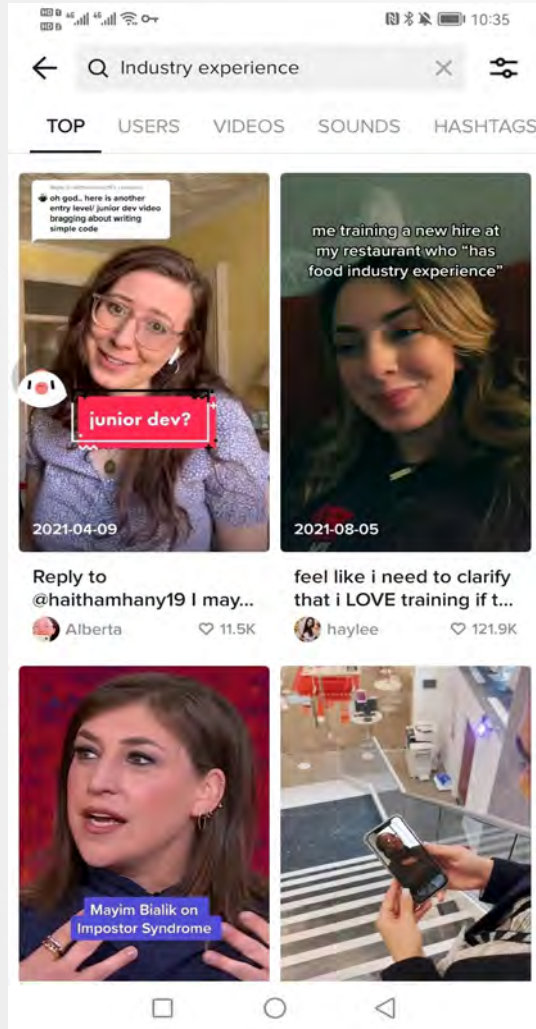 10:35
Industry experience
TOP USERS VIDEOS SOUNDS HASHTAGS
oh god.. here is another
entry level/ junior dev video
bragging about writing
simple code
junior dev?
2021-04-09
me training a new hire at
my restaurant who “has
food industry experience”
2021-08-05
Reply to
@haithamhany19 I may...
Alberta 11.5K
feel like i need to clarify
that i LOVE training if t...
haylee 121.9K
Mayim Bialik on
Impostor Syndrome